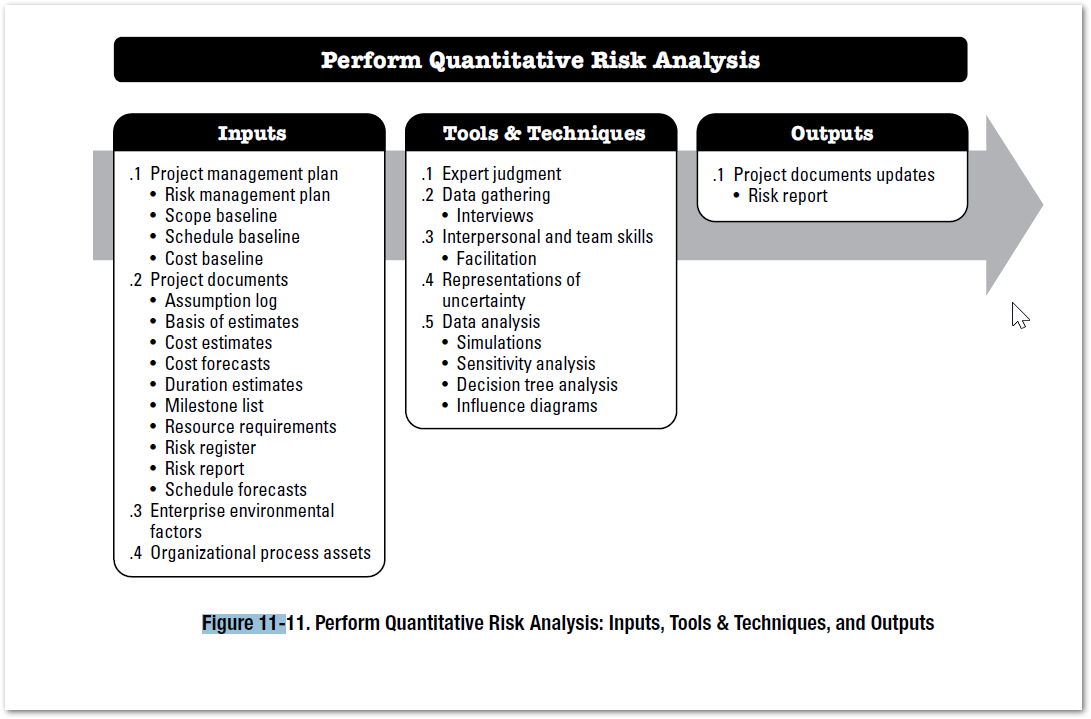 Perform Quantitative Risk Analysis
Inputs
.1 Project management plan
• Risk management plan
• Scope baseline
• Schedule baseline
• Cost baseline
.2 Project documents
• Assumption log
• Basis of estimates
• Cost estimates
• Cost forecasts
• Duration estimates
• Milestone list
• Resource requirements
• Risk register
• Risk report
• Schedule forecasts
.3 Enterprise environmental
factors
.4 Organizational process assets
Tools & Techniques
.1 Expert judgment
.2 Data gathering
• Interviews
.3 Interpersonal and team skills
• Facilitation
.4 Representations of
uncertainty
.5 Data analysis
• Simulations
• Sensitivity analysis
• Decision tree analysis
• Influence diagrams
Outputs
.1 Project documents updates
• Risk report
Figure 11-11. Perform Quantitative Risk Analysis: Inputs, Tools & Techniques, and Outputs